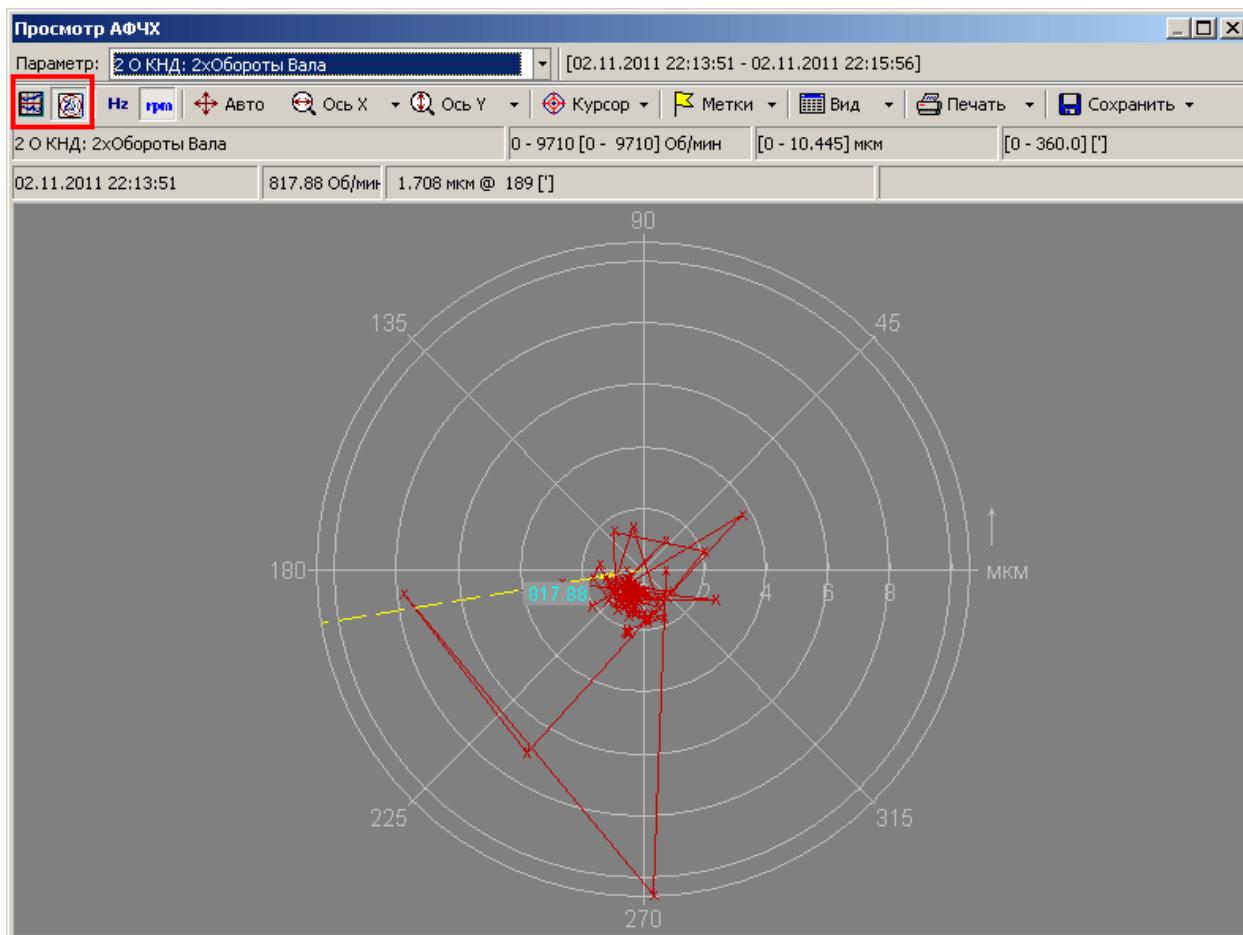 Просмотр АФЧХ
Параметр: 2 О КНД: 2хОбороты Вала [02.11.2011 22:13:51 - 02.11.2011 22:15:56]
Hz rpm Авто Ось X Ось Y Курсор Метки Вид Печать Сохранить
2 О КНД: 2хОбороты Вала 0 - 9710 [0 - 9710] Об/мин [0 - 10.445] мкм [0 - 360.0] [']
02.11.2011 22:13:51 817.88 Об/мин 1.708 мкм @ 189 [']
90
135 45
180 817.88 2 4 6 8 мкм
225 315
270